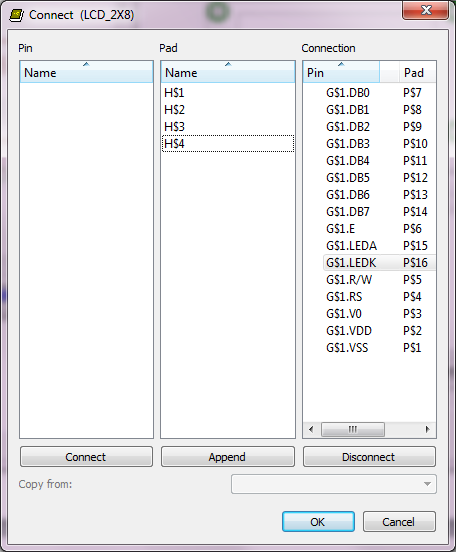 Connect (LCD_2X8)
Pin Pad Connection
Name Name Pin Pad
H$1 G$1.DB0 P$7
H$2 G$1.DB1 P$8
H$3 G$1.DB2 P$9
H$4 G$1.DB3 P$10
G$1.DB4 P$11
G$1.DB5 P$12
G$1.DB6 P$13
G$1.DB7 P$14
G$1.E P$6
G$1.LEDA P$15
G$1.LEDK P$16
G$1.R/W P$5
G$1.RS P$4
G$1.V0 P$3
G$1.VDD P$2
G$1.VSS P$1
Connect Append Disconnect
Copy from:
OK Cancel